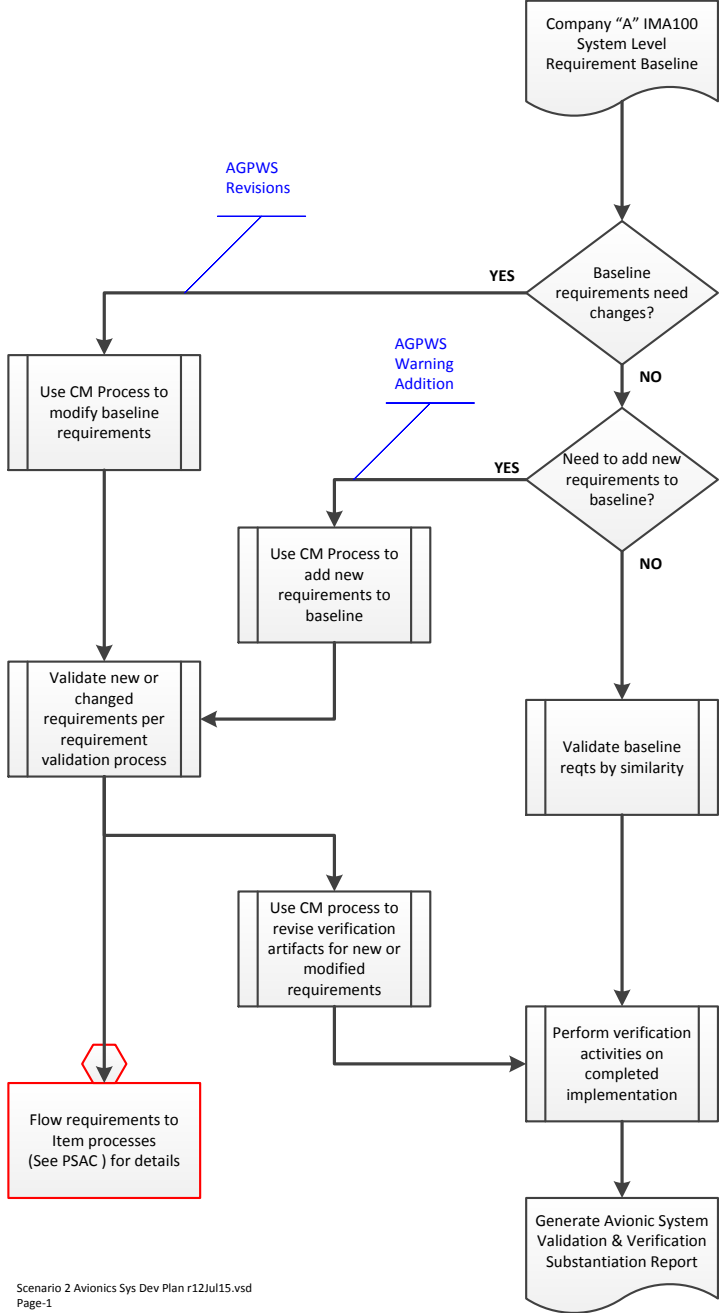 Company “A” IMA100
System Level
Requirement Baseline
AGPWS
Revisions
YES
Baseline
requirements need
changes?
NO
AGPWS
Warning
Addition
Use CM Process to
modify baseline
requirements
YES
Need to add new
requirements to
baseline?
NO
Use CM Process to
add new
requirements to
baseline
Validate new or
changed
requirements per
requirement
validation process
Validate baseline
reqts by similarity
Use CM process to
revise verification
artifacts for new or
modified
requirements
Perform verification
activities on
completed
implementation
Flow requirements to
Item processes
(See PSAC ) for details
Generate Avionic System
Validation & Verification
Substantiation Report
Scenario 2 Avionics Sys Dev Plan r12Jul15.vsd
Page-1